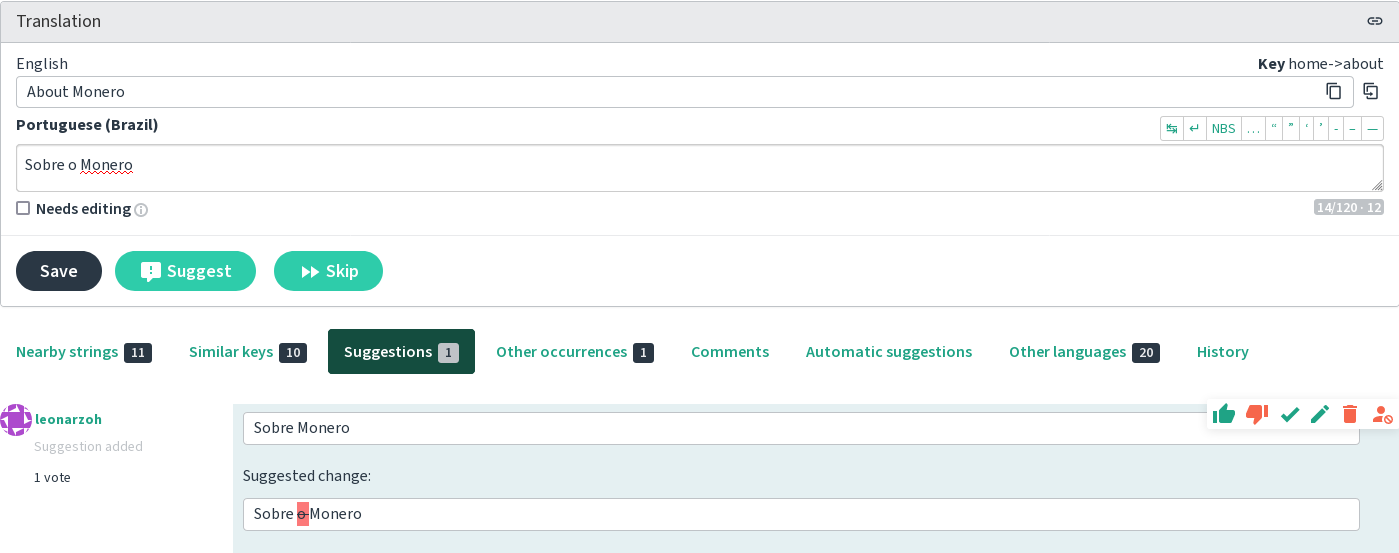 Translation
English
Key home->about
About Monero
Portuguese (Brazil)
↹ ↵ NBS … “ ” ‘ ’ - – —
Sobre o Monero
Needs editing
14/120 · 12
Save Suggest Skip
Nearby strings 11 Similar keys 10 Suggestions 1 Other occurrences 1 Comments Automatic suggestions Other languages 20 History
leonarzoh
Suggestion added
1 vote
Sobre Monero
Suggested change:
Sobre o Monero